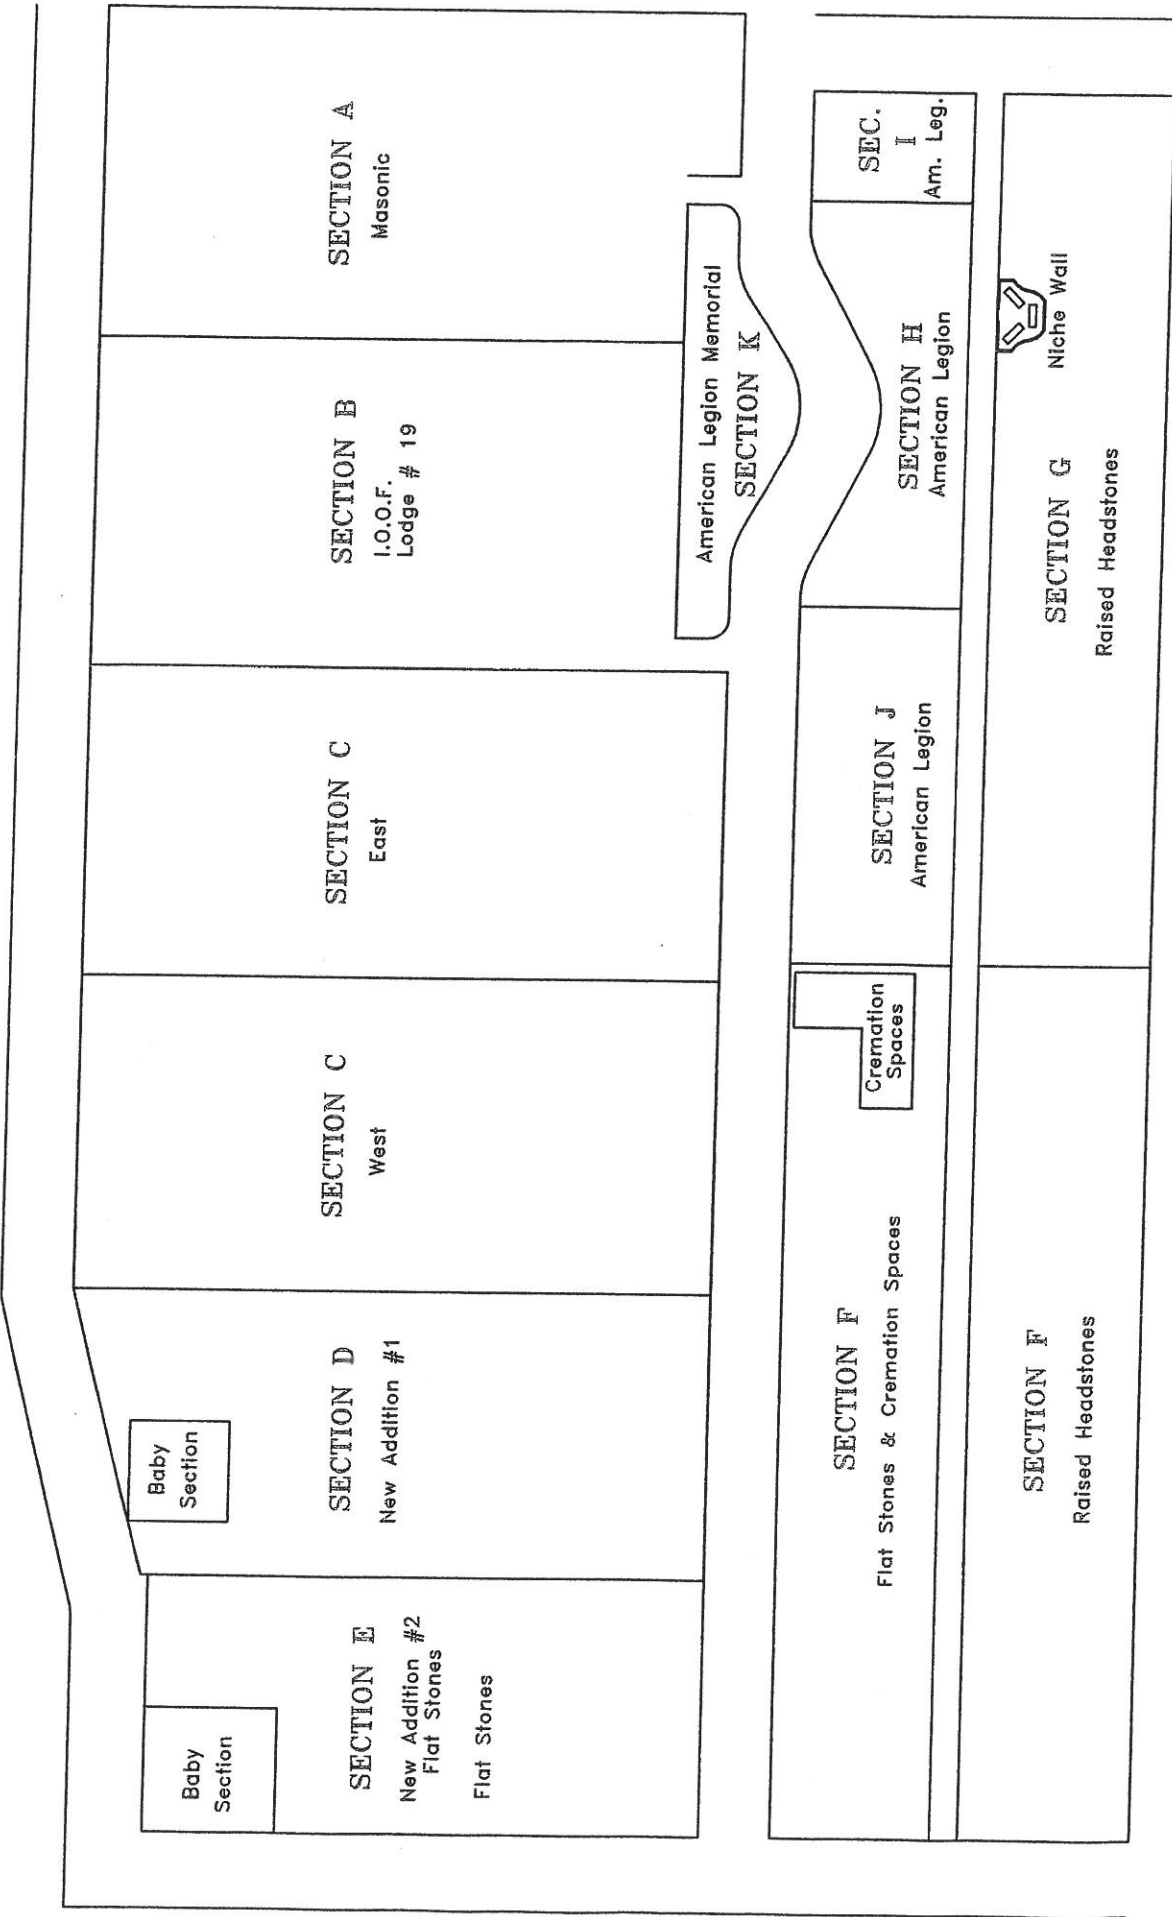 SECTION E
New Addition #2
Flat Stones
Flat Stones
Baby
Section
SECTION D
New Addition #1
Baby
Section
SECTION C
West
SECTION C
East
SECTION B
I.O.O.F.
Lodge # 19
SECTION A
Masonic
American Legion Memorial
SECTION K
SECTION F
Flat Stones & Cremation Spaces
Cremation
Spaces
SECTION J
American Legion
SECTION H
American Legion
SEC.
I
Am. Leg.
SECTION F
Raised Headstones
SECTION G
Raised Headstones
Niche Wall